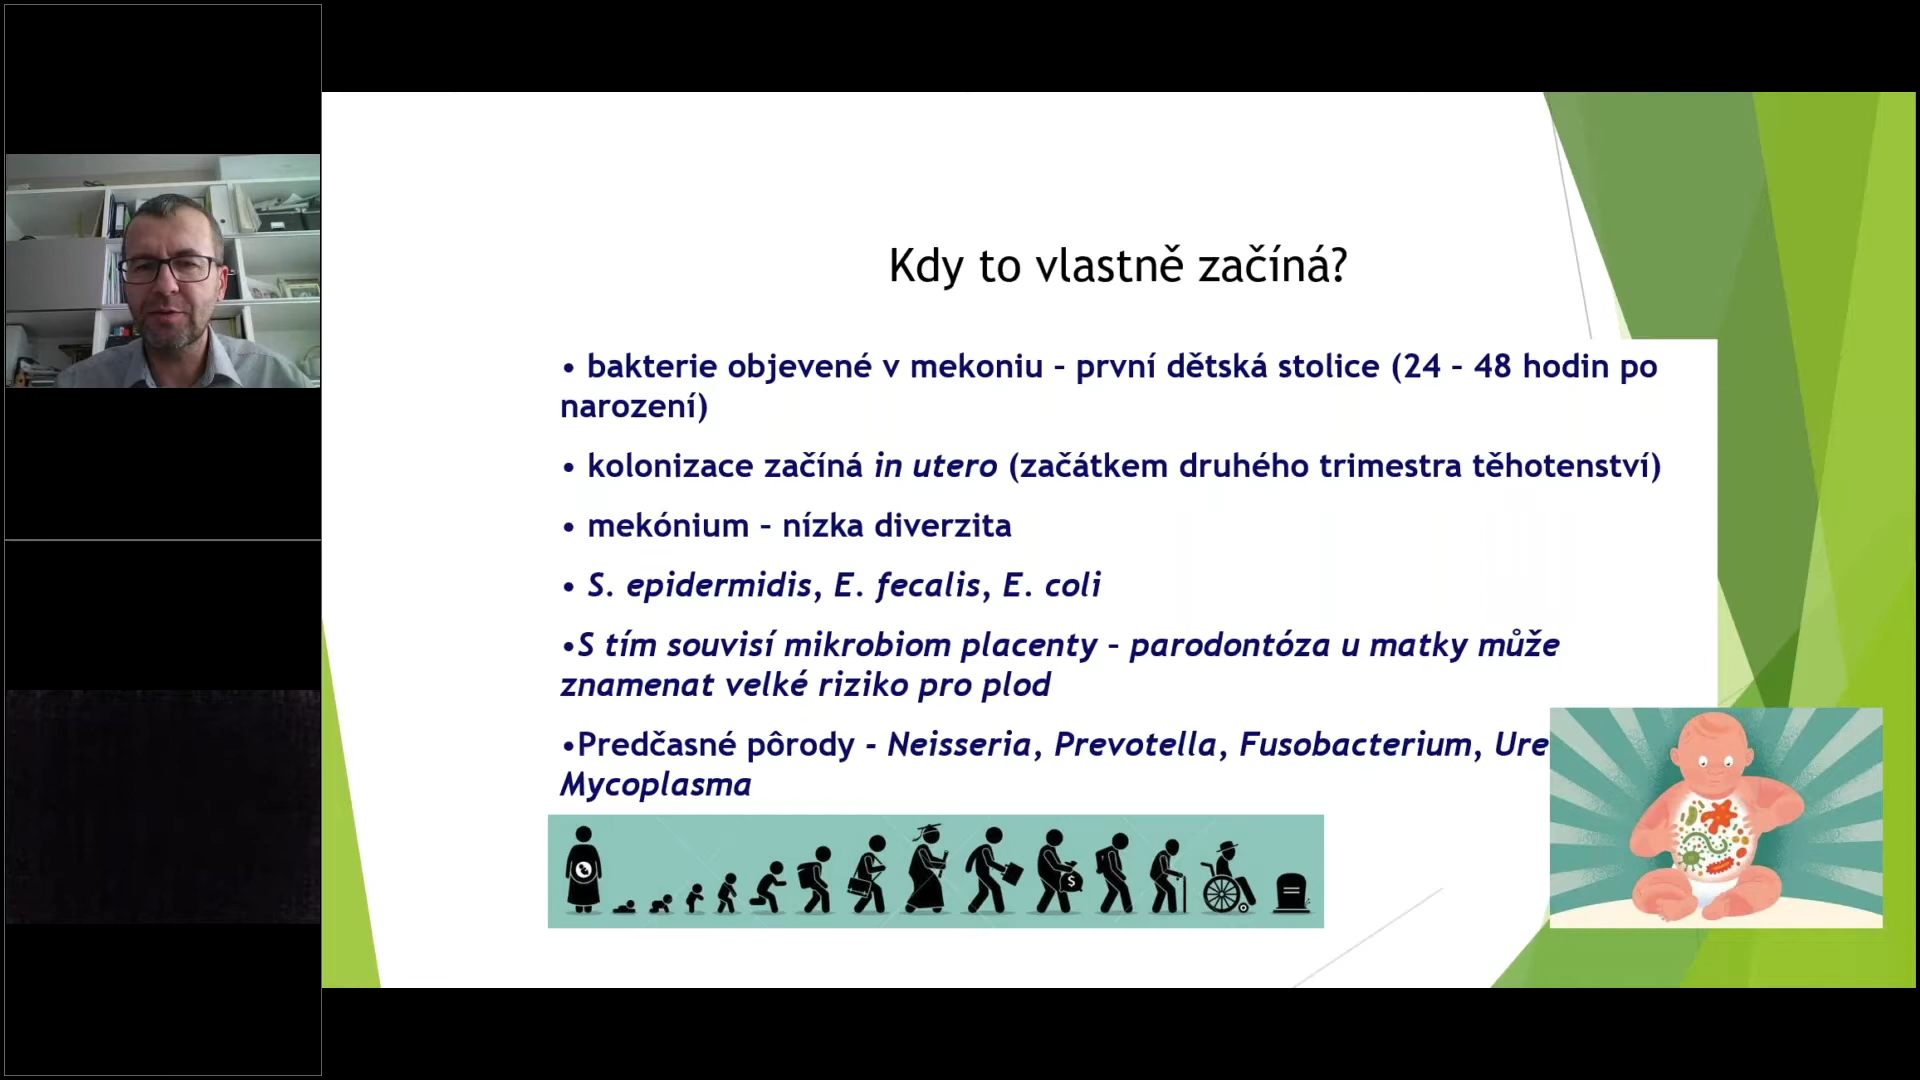 Kdy to vlastně začíná?
• bakterie objevené v mekoniu – první dětská stolice (24 – 48 hodin po
narození)
• kolonizace začíná in utero (začátkem druhého trimestra těhotenství)
• mekónium – nízka diverzita
• S. epidermidis, E. fecalis, E. coli
•S tím souvisí mikrobiom placenty – parodontóza u matky může
znamenat velké riziko pro plod
•Predčasné pôrody - Neisseria, Prevotella, Fusobacterium, Ure
Mycoplasma
$